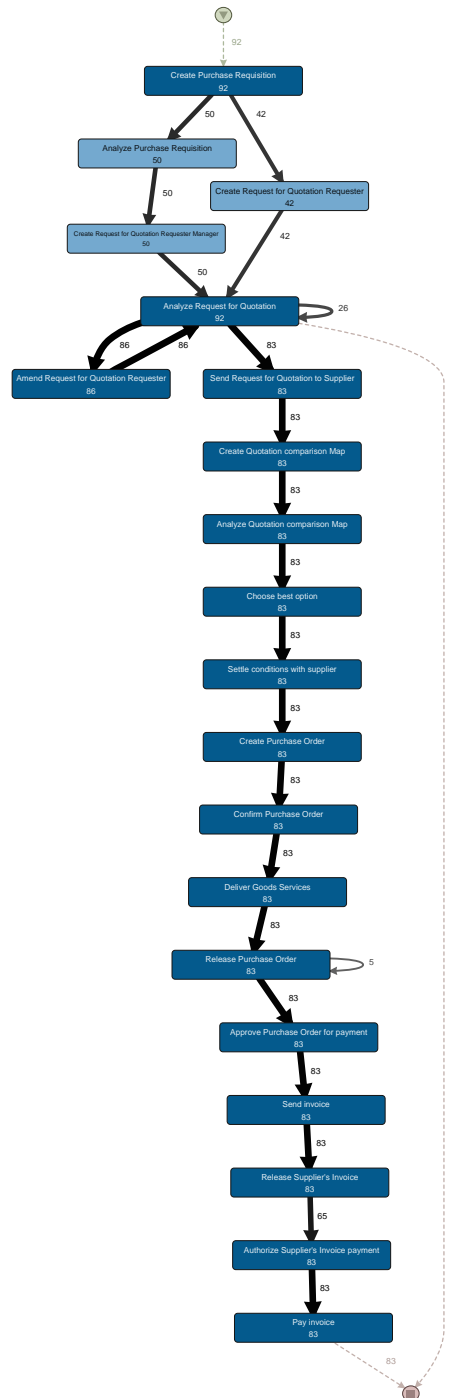 92
Create Purchase Requisition
92
50
42
Analyze Purchase Requisition
50
Create Request for Quotation Requester
42
50
Create Request for Quotation Requester Manager
50
42
50
Analyze Request for Quotation
92
26
86
86
83
Amend Request for Quotation Requester
86
Send Request for Quotation to Supplier
83
83
Create Quotation comparison Map
83
83
Analyze Quotation comparison Map
83
83
Choose best option
83
83
Settle conditions with supplier
83
83
Create Purchase Order
83
83
Confirm Purchase Order
83
83
Deliver Goods Services
83
83
Release Purchase Order
83
5
83
Approve Purchase Order for payment
83
83
Send invoice
83
83
Release Supplier's Invoice
83
65
Authorize Supplier's Invoice payment
83
83
Pay invoice
83
83